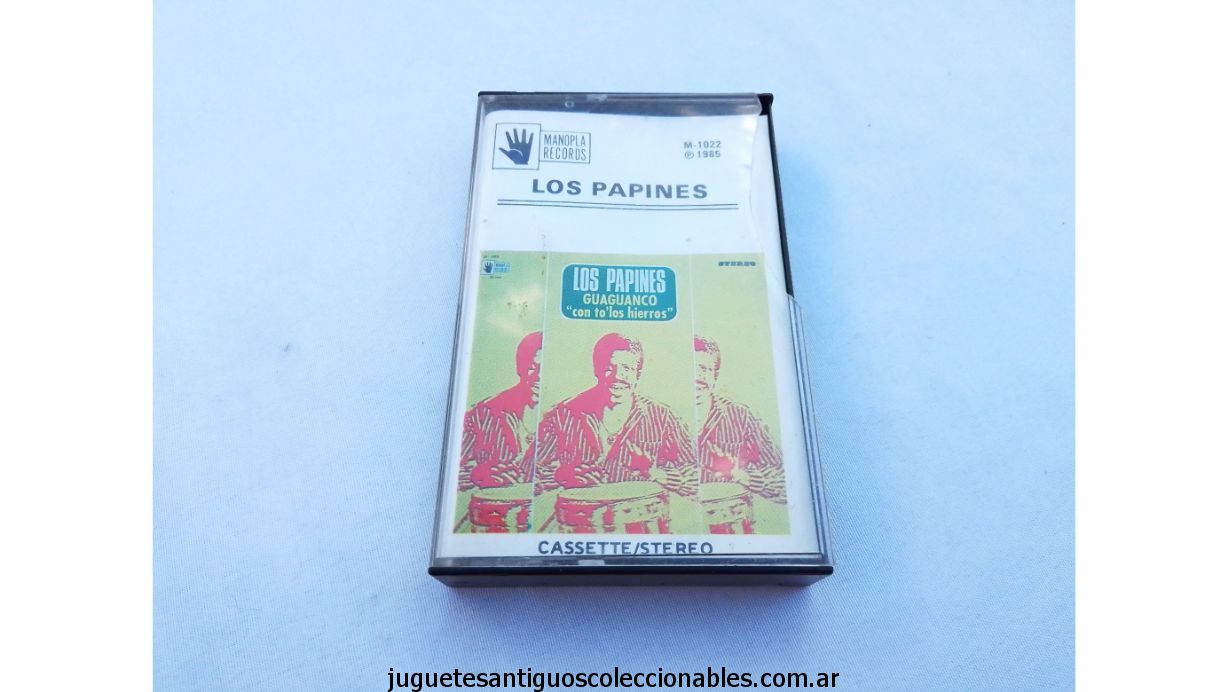 MANOPLA
RECORDS
M-1022
℗ 1985
LOS PAPINES
STEREO
LOS PAPINES
GUAGUANCO
"con to'los hierros"
CASSETTE/STEREO
juguetesantiguoscoleccionables.com.ar